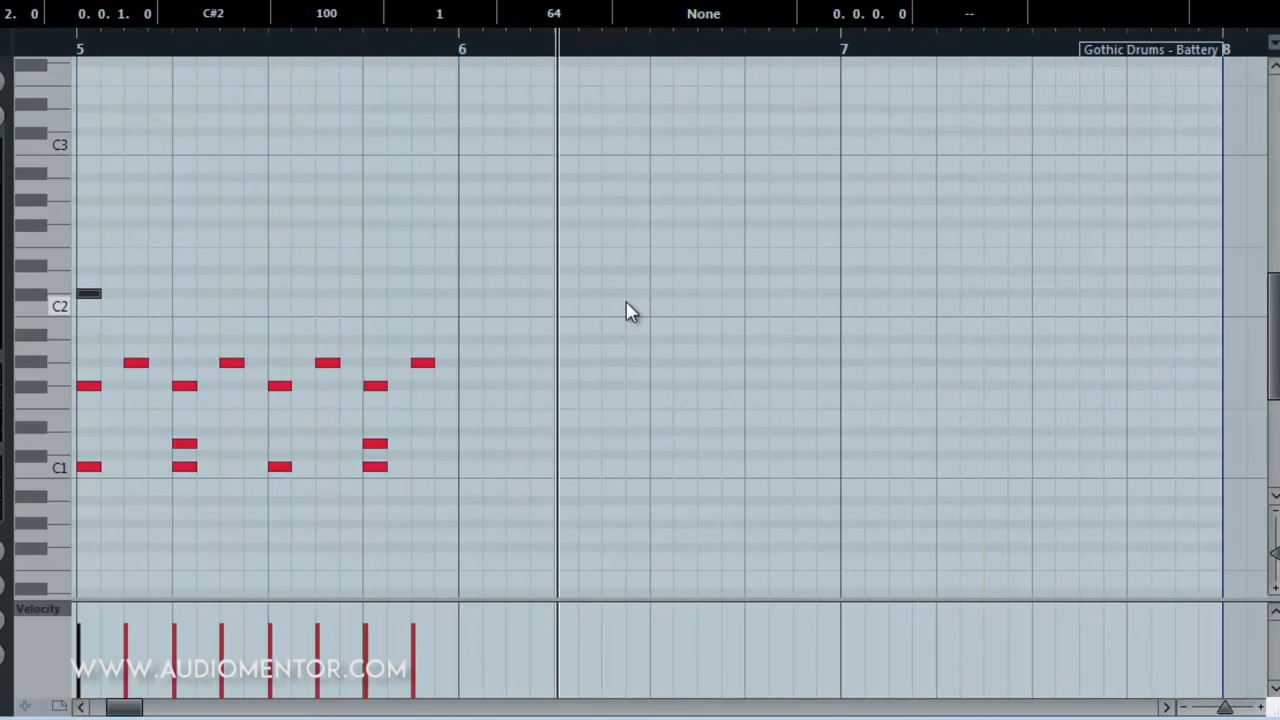 2. 0 0. 0. 1. 0 C#2 100 1 64 None 0. 0. 0. 0 --
5 6 7 8
Gothic Drums - Battery
C3
C2
C1
Velocity
WWW.AUDIOMENTOR.COM